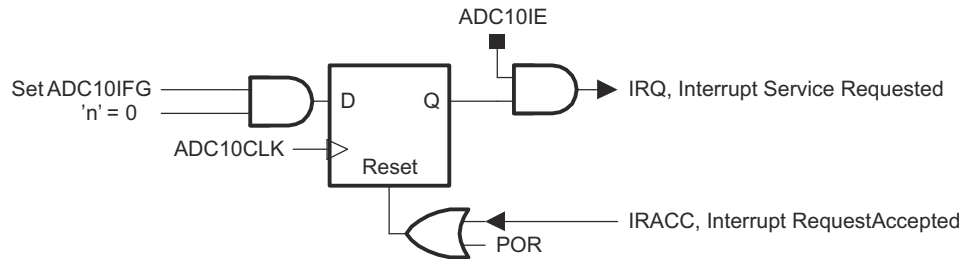 ADC10IE
Set ADC10IFG
'n' = 0
D
Q
IRQ, Interrupt Service Requested
ADC10CLK
Reset
IRACC, Interrupt RequestAccepted
POR